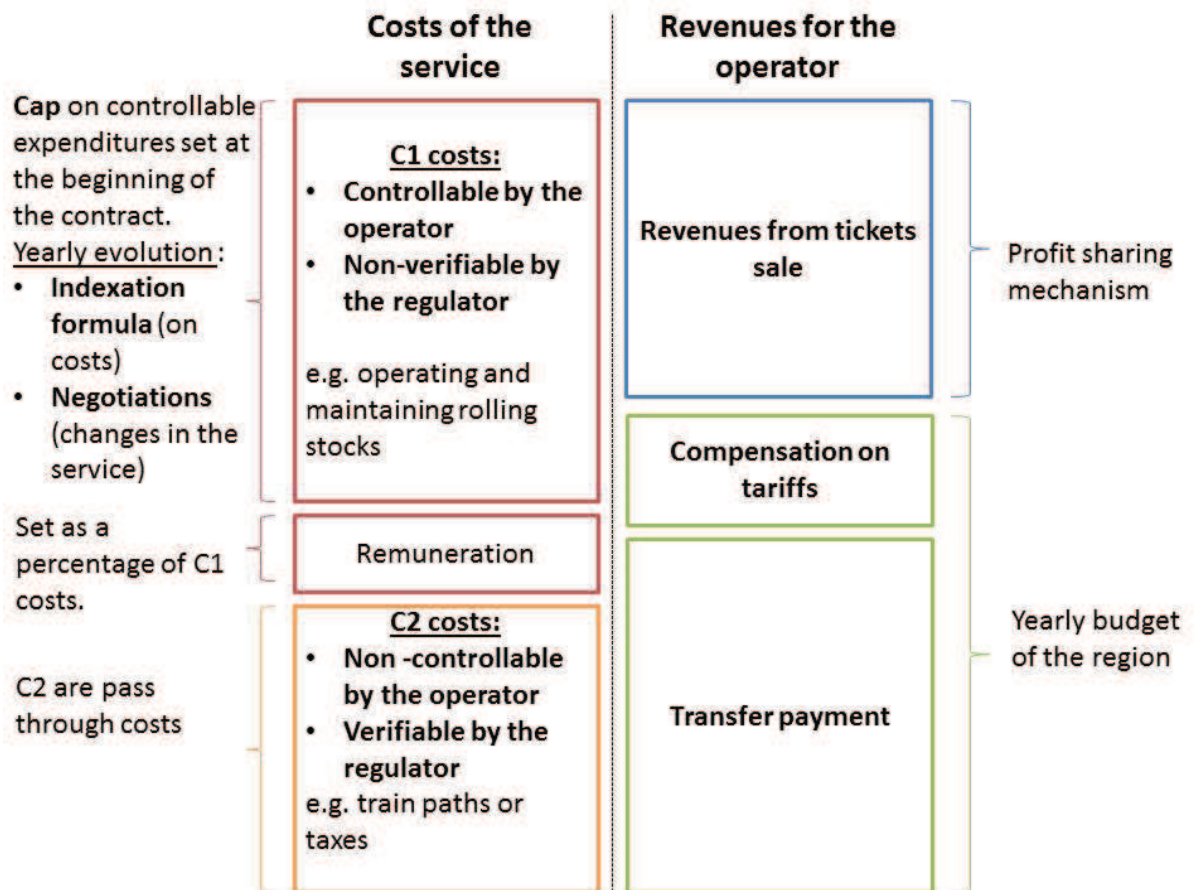 Costs of the
service
Revenues for the
operator
Cap on controllable
expenditures set at
the beginning of
the contract.
Yearly evolution :
• Indexation
formula (on
costs)
• Negotiations
(changes in the
service)
Set as a
percentage of C1
costs.
C2 are pass
through costs
C1 costs:
• Controllable by the
operator
• Non-verifiable by
the regulator
e.g. operating and
maintaining rolling
stocks
Remuneration
C2 costs:
• Non -controllable
by the operator
• Verifiable by the
regulator
e.g. train paths or
taxes
Revenues from tickets
sale
Compensation on
tariffs
Transfer payment
Profit sharing
mechanism
Yearly budget
of the region